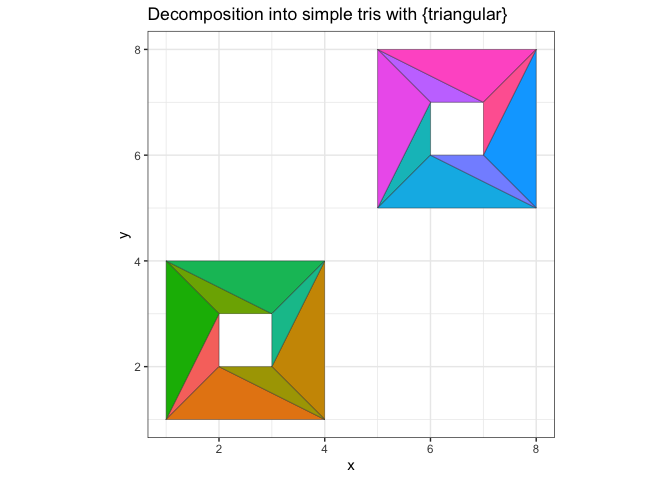 Decomposition into simple tris with {triangular}
8
6
4
2
y
2 4 6 8
x